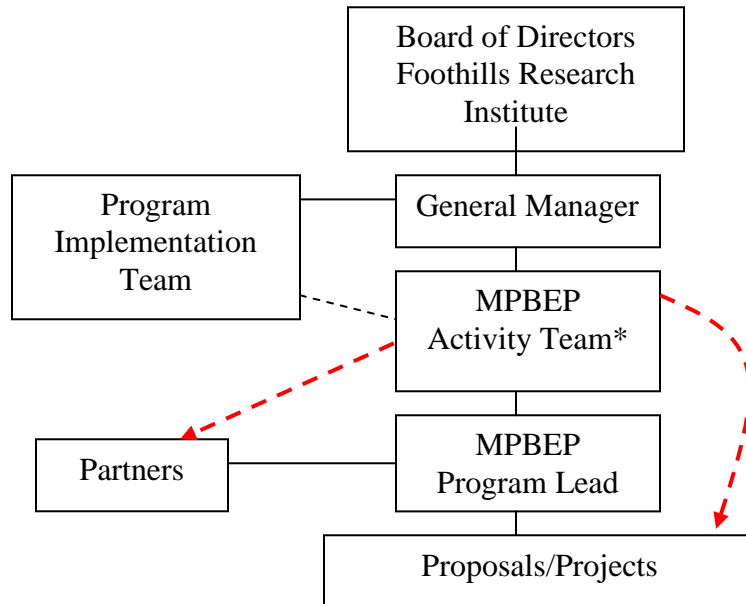 Board of Directors
Foothills Research
Institute
Program
Implementation
Team
General Manager
MPBEP
Activity Team*
Partners
MPBEP
Program Lead
Proposals/Projects